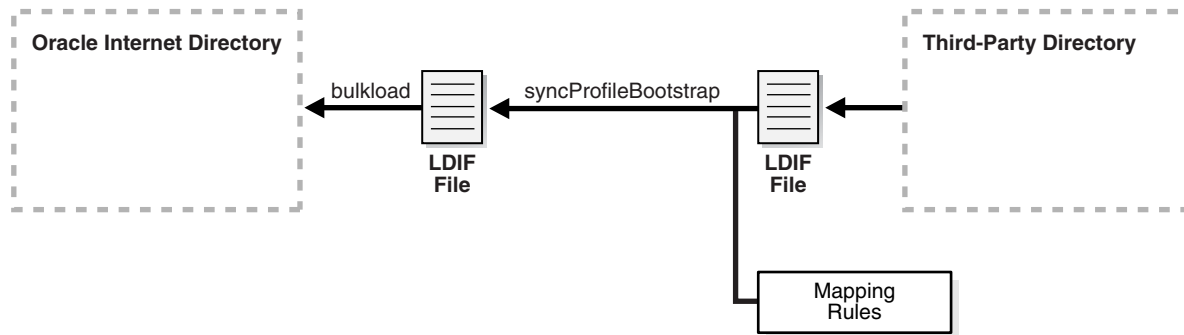 Oracle Internet Directory
Third-Party Directory
bulkload
syncProfileBootstrap
LDIF
File
LDIF
File
Mapping
Rules